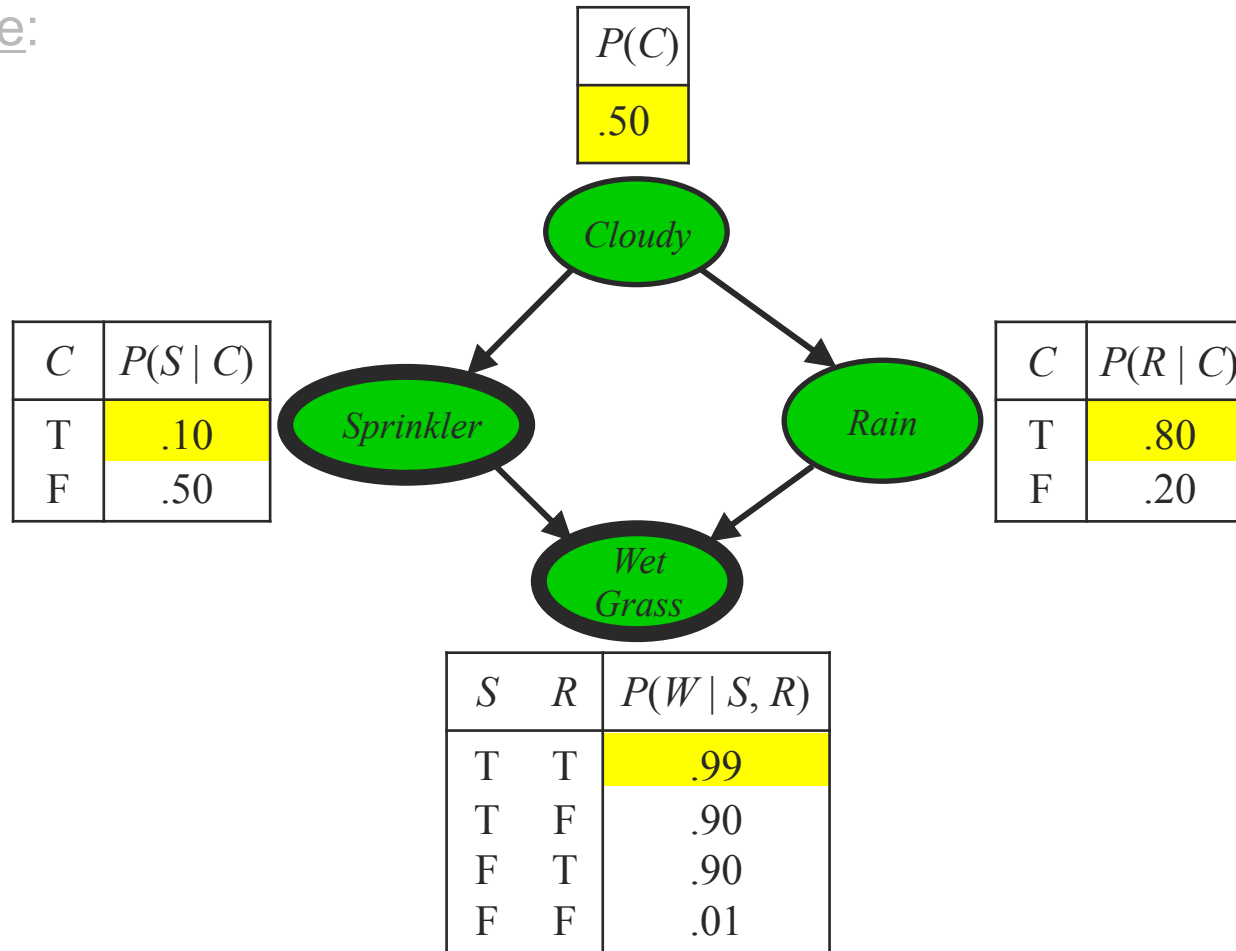 e:
P(C)
.50
Cloudy
C P(S | C)
T .10
F .50
Sprinkler
Rain
C P(R | C)
T .80
F .20
Wet
Grass
S R P(W | S, R)
T T .99
T F .90
F T .90
F F .01